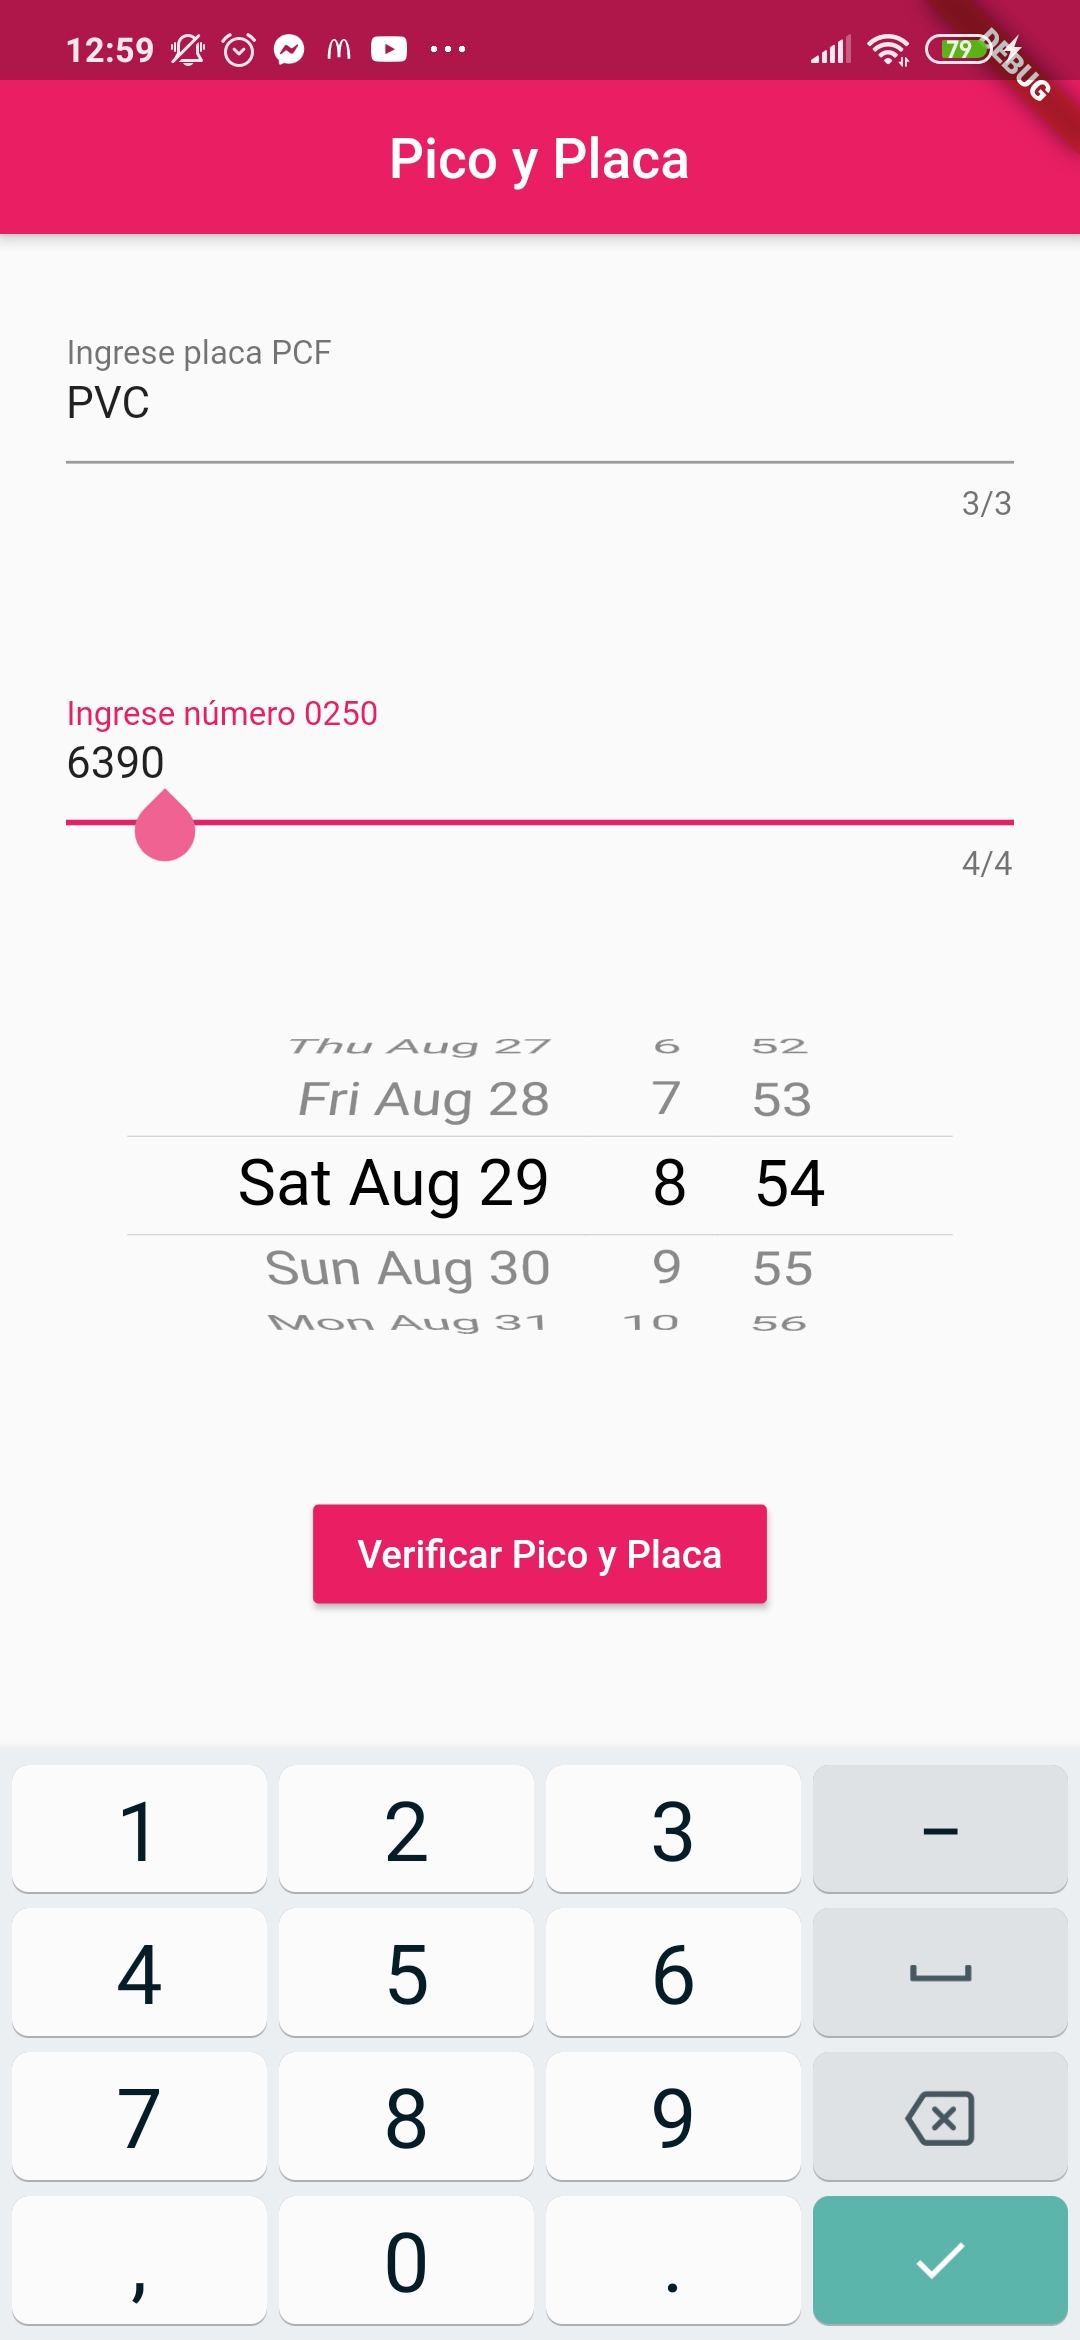 12:59
79
DEBUG
Pico y Placa
Ingrese placa PCF
PVC
3/3
Ingrese número 0250
6390
4/4
Thu Aug 27 6 52
Fri Aug 28 7 53
Sat Aug 29 8 54
Sun Aug 30 9 55
Mon Aug 31 10 56
Verificar Pico y Placa
1 2 3 –
4 5 6
7 8 9
, 0 .